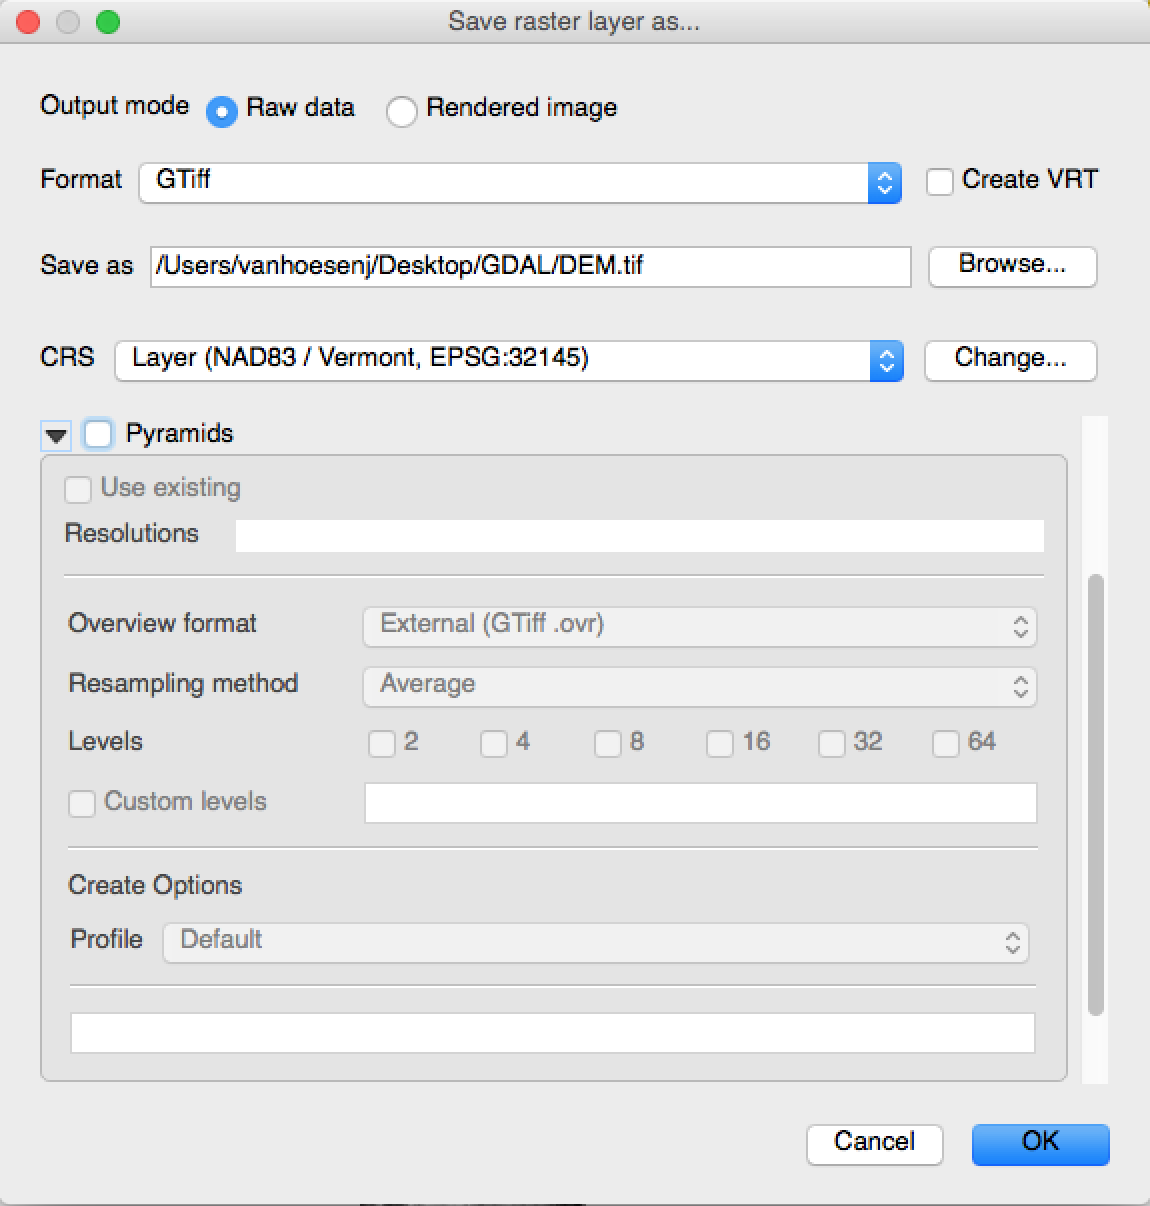 Save raster layer as...
Output mode Raw data Rendered image
Format GTiff Create VRT
Save as /Users/vanhoesenj/Desktop/GDAL/DEM.tif Browse...
CRS Layer (NAD83 / Vermont, EPSG:32145) Change...
Pyramids
Use existing
Resolutions
Overview format External (GTiff .ovr)
Resampling method Average
Levels 2 4 8 16 32 64
Custom levels
Create Options
Profile Default
Cancel OK